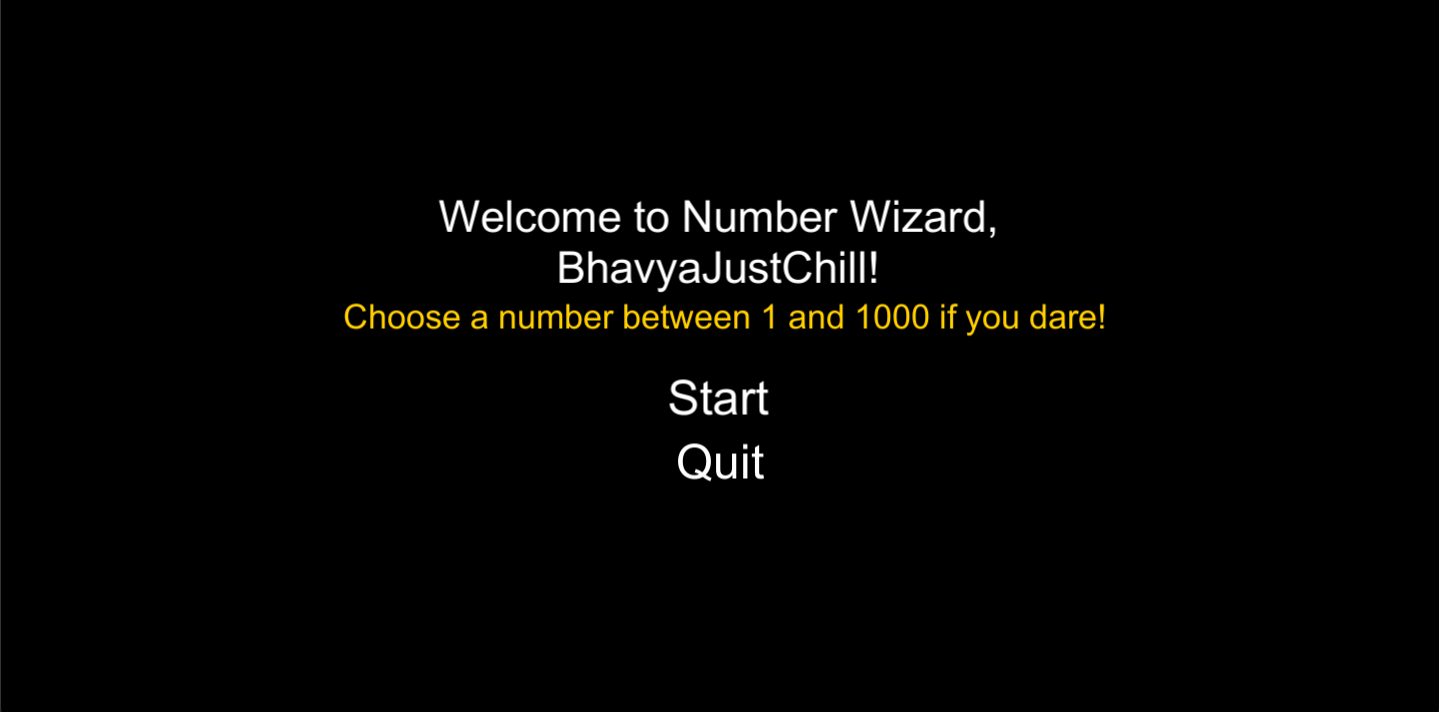 Welcome to Number Wizard,
BhavyaJustChill!
Choose a number between 1 and 1000 if you dare!
Start
Quit